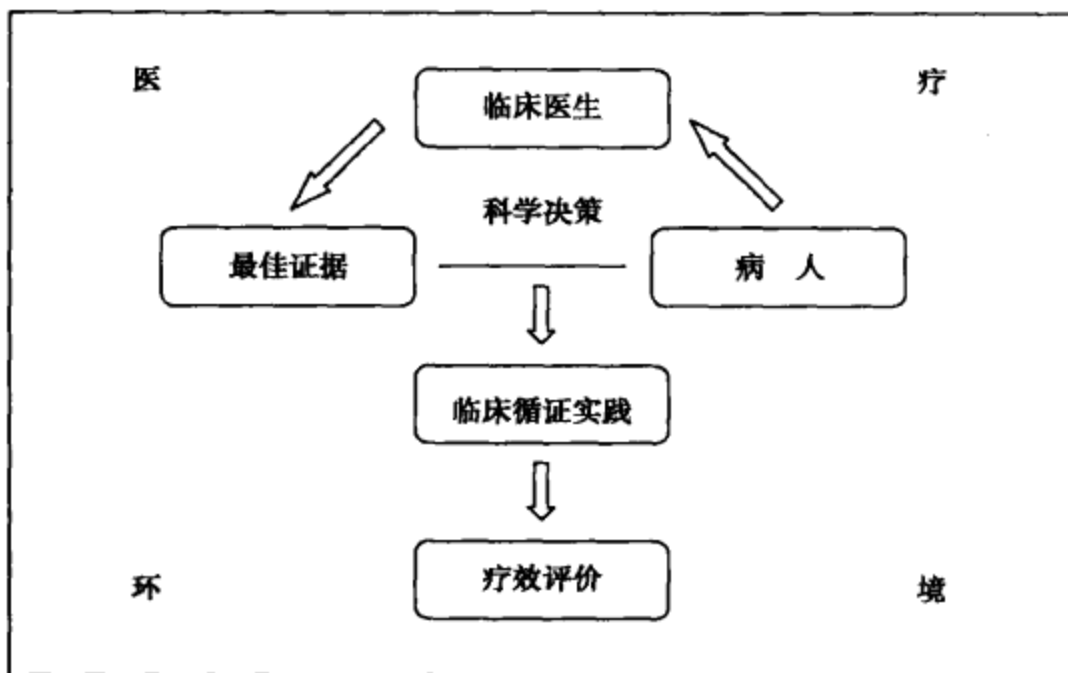 医 疗
临床医生
科学决策
最佳证据
病 人
临床循证实践
疗效评价
环 境